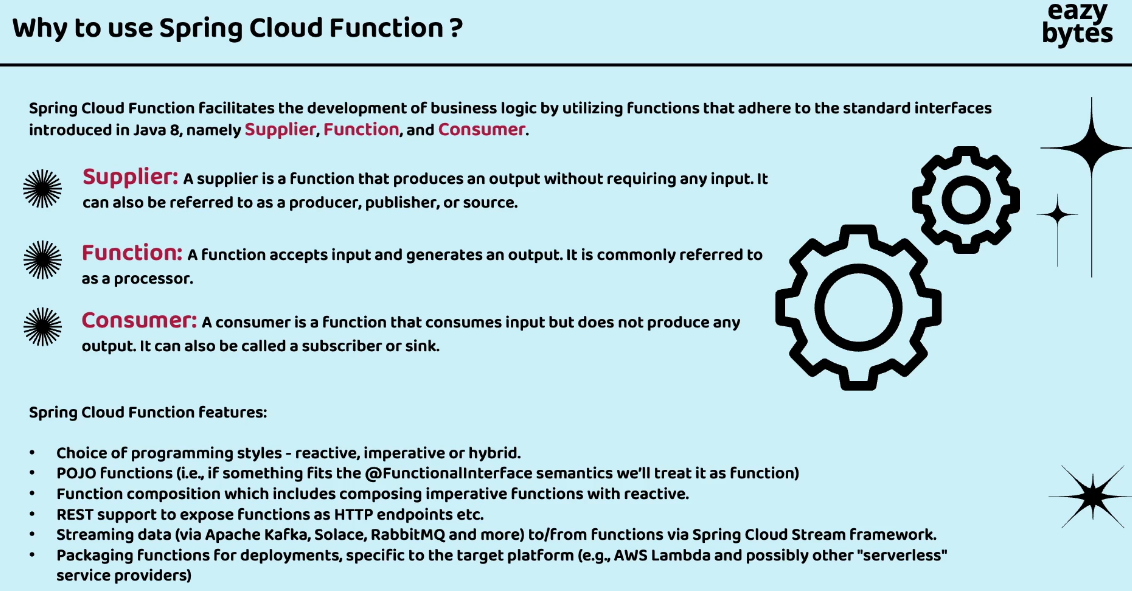 Why to use Spring Cloud Function ?
eazy
bytes
Spring Cloud Function facilitates the development of business logic by utilizing functions that adhere to the standard interfaces
introduced in Java 8, namely Supplier, Function, and Consumer.
Supplier: A supplier is a function that produces an output without requiring any input. It
can also be referred to as a producer, publisher, or source.
Function: A function accepts input and generates an output. It is commonly referred to
as a processor.
Consumer: A consumer is a function that consumes input but does not produce any
output. It can also be called a subscriber or sink.
Spring Cloud Function features:
• Choice of programming styles - reactive, imperative or hybrid.
• POJO functions (i.e., if something fits the @FunctionalInterface semantics we'll treat it as function)
• Function composition which includes composing imperative functions with reactive.
• REST support to expose functions as HTTP endpoints etc.
• Streaming data (via Apache Kafka, Solace, RabbitMQ and more) to/from functions via Spring Cloud Stream framework.
• Packaging functions for deployments, specific to the target platform (e.g., AWS Lambda and possibly other "serverless"
service providers)